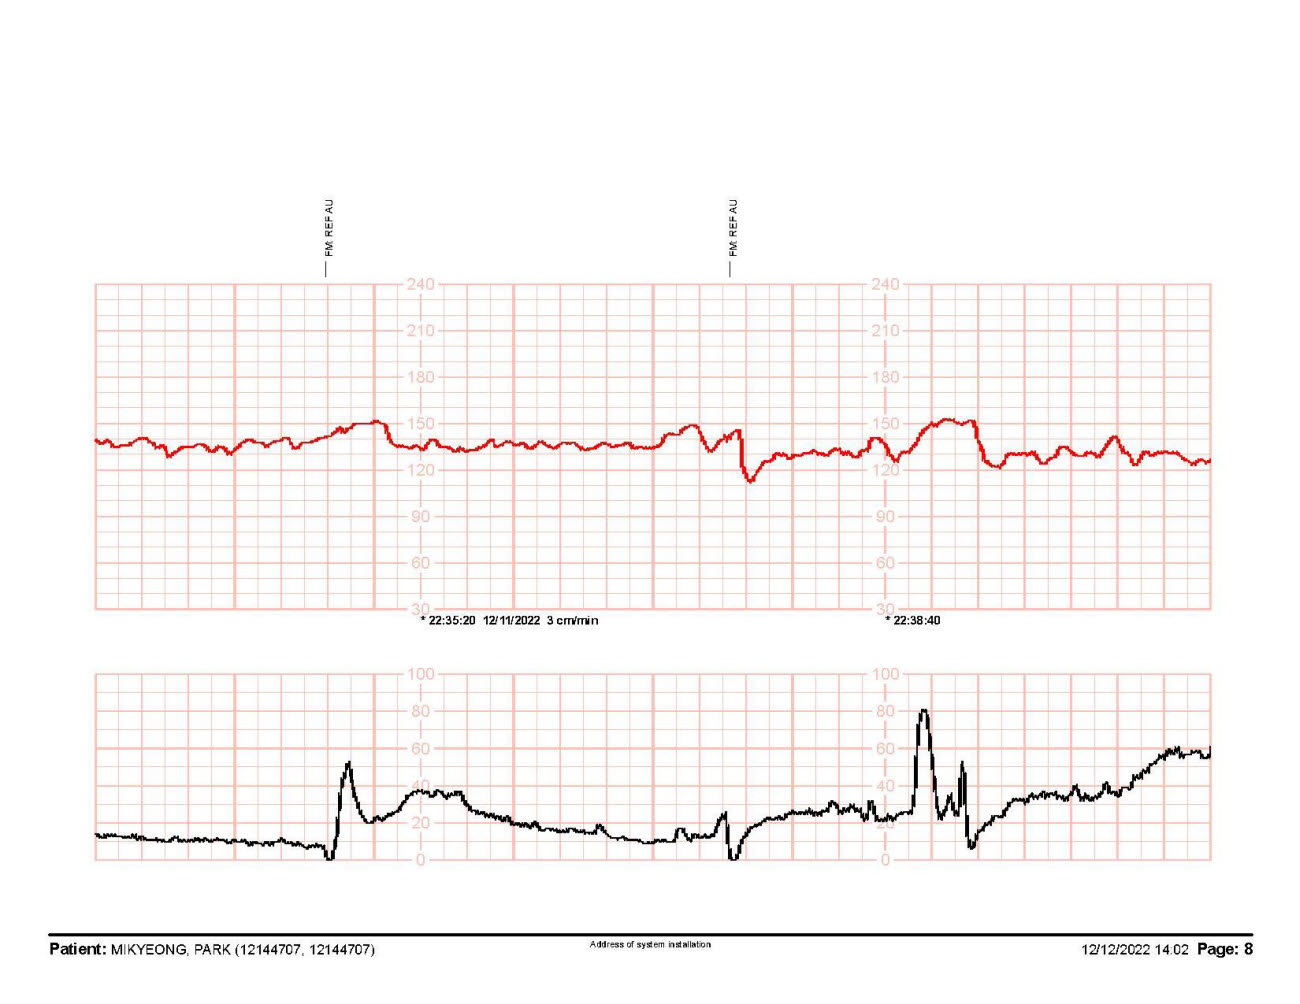 FM: REF AU
FM: REF AU
240 240
210 210
180 180
150 150
120 120
90 90
60 60
30 30
* 22:35:20 12/11/2022 3 cm/min
* 22:38:40
100 100
80 80
60 60
40 40
20 20
0 0
Patient: MIKYEONG, PARK (12144707, 12144707)
Address of system installation
12/12/2022 14:02 Page: 8